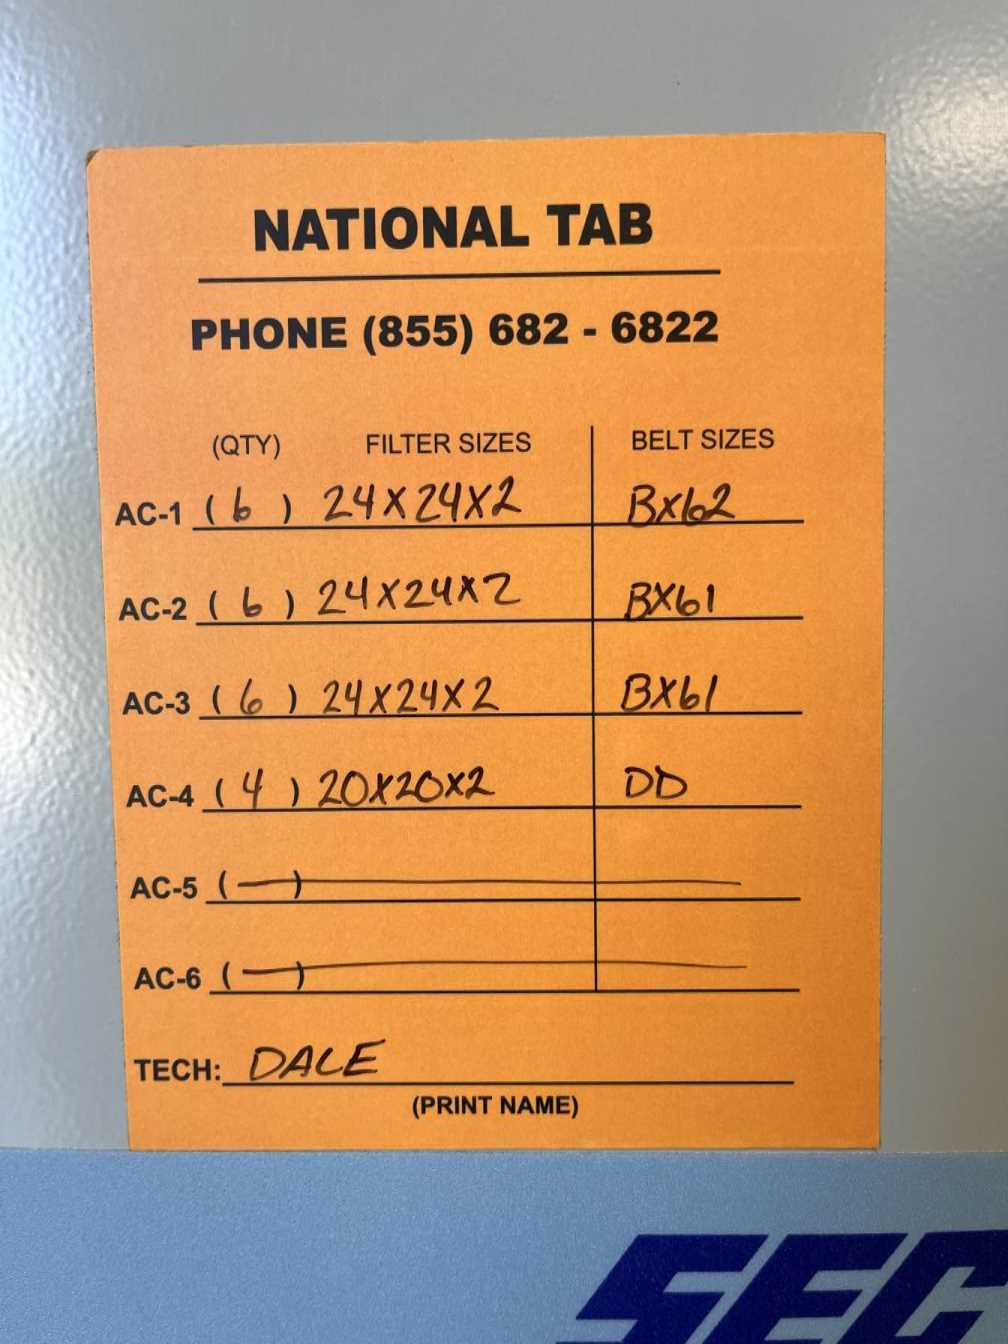 NATIONAL TAB
PHONE (855) 682 - 6822
(QTY) FILTER SIZES BELT SIZES
AC-1 ( 6 ) 24X24X2 BX62
AC-2 ( 6 ) 24X24X2 BX61
AC-3 ( 6 ) 24X24X2 BX61
AC-4 ( 4 ) 20X20X2 DD
AC-5 (—)
AC-6 (—)
TECH: DALE
(PRINT NAME)